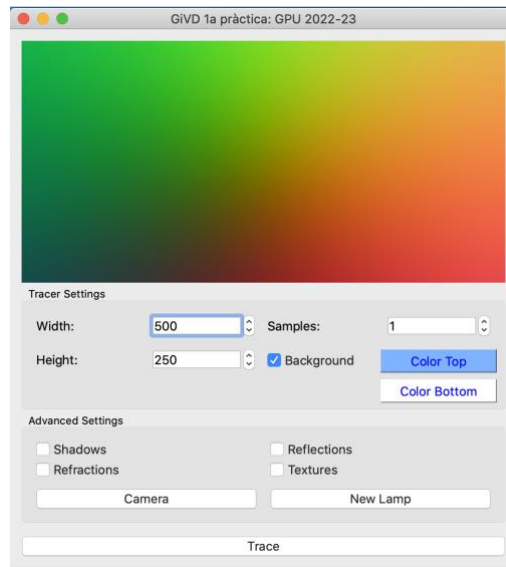 GiVD 1a pràctica: GPU 2022-23
Tracer Settings
Width: 500 Samples: 1
Height: 250 Background Color Top
Color Bottom
Advanced Settings
Shadows Reflections
Refractions Textures
Camera New Lamp
Trace